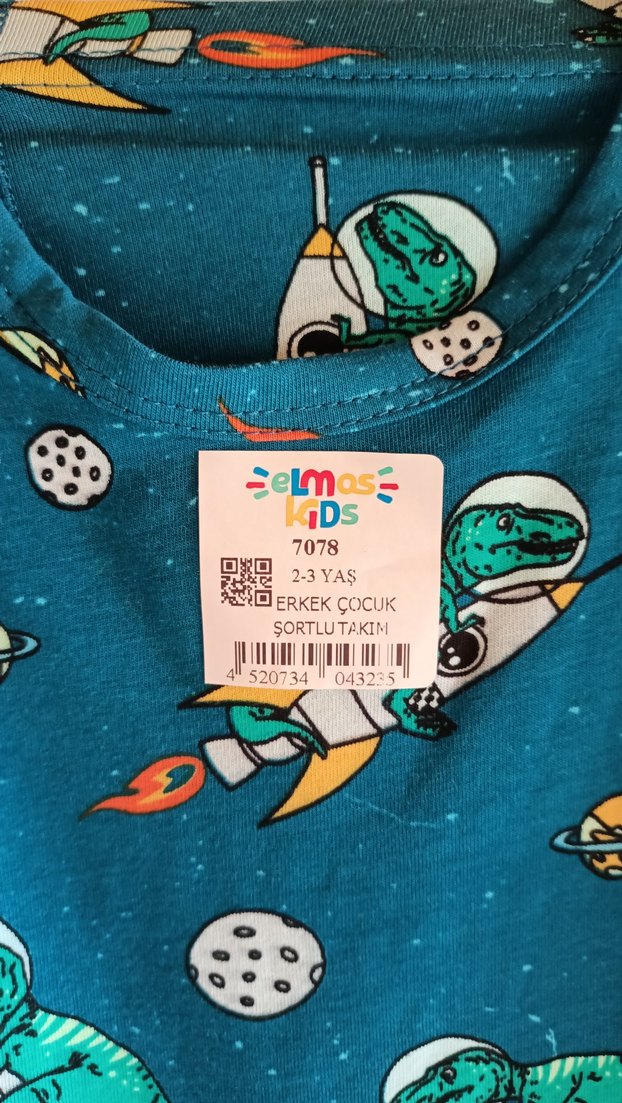 eLMas
KiDs
7078
2-3 YAŞ
ERKEK ÇOCUK
ŞORTLU TAKIM
4 520734 043235